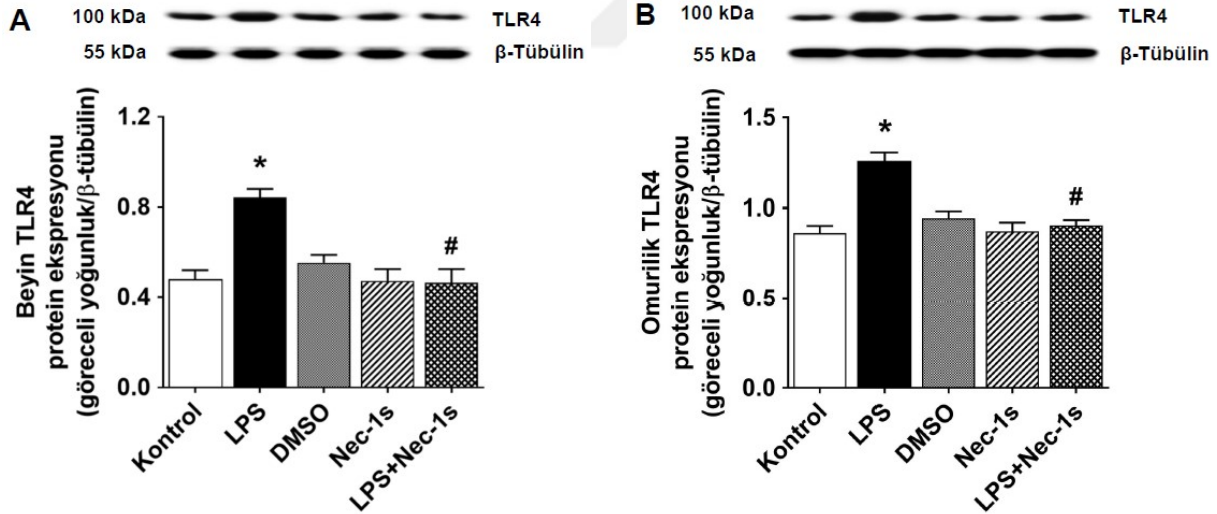 A
100 kDa
TLR4
55 kDa
β-Tübülin
Beyin TLR4
protein ekspresyonu
(göreceli yoğunluk/β-tübülin)
1.2
0.8
0.4
0.0
*
#
Kontrol
LPS
DMSO
Nec-1s
LPS+Nec-1s
B
100 kDa
TLR4
55 kDa
β-Tübülin
Omurilik TLR4
protein ekspresyonu
(göreceli yoğunluk/β-tübülin)
1.5
1.0
0.5
0.0
*
#
Kontrol
LPS
DMSO
Nec-1s
LPS+Nec-1s